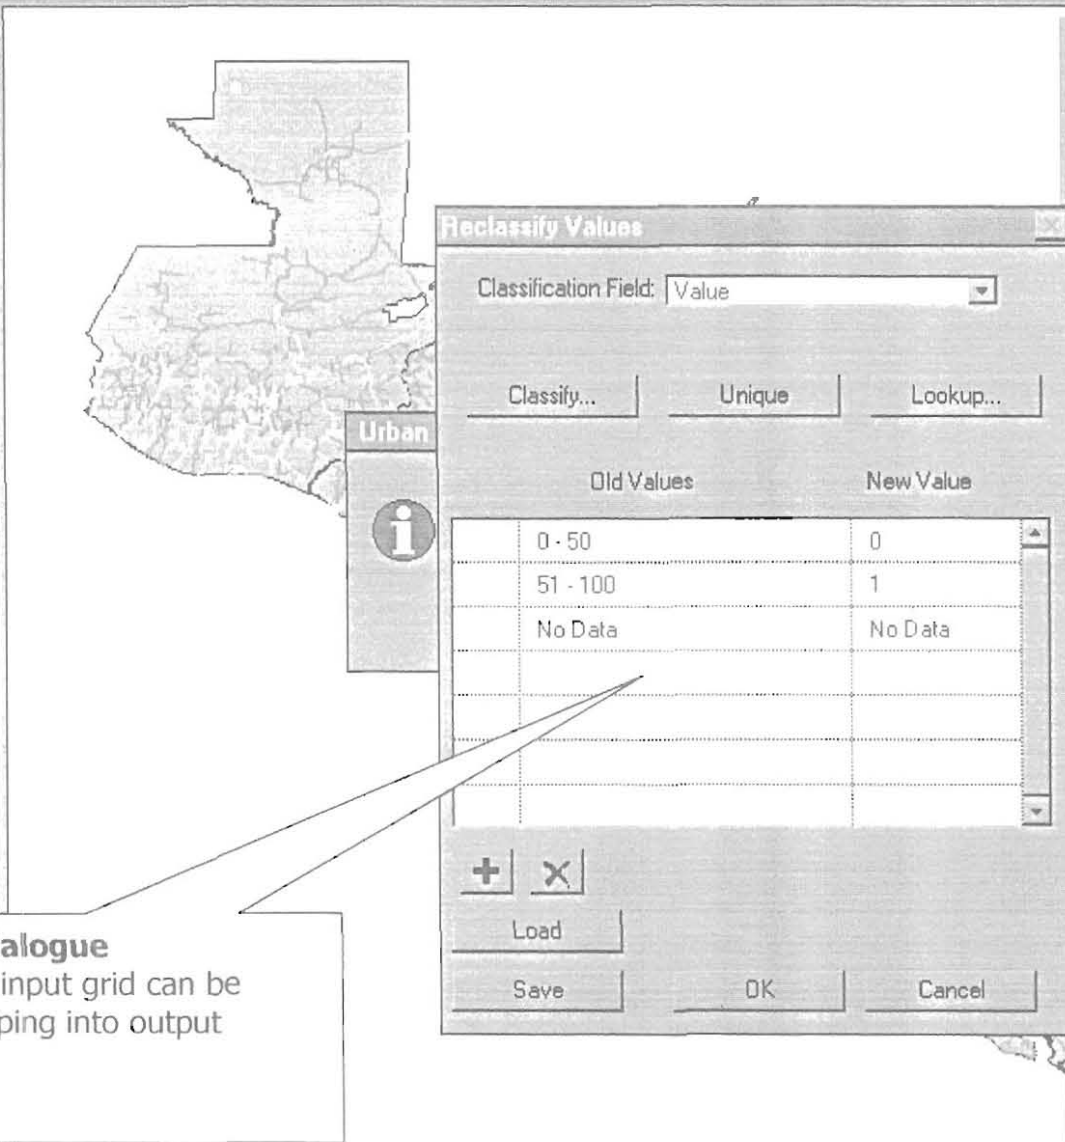 Reclassify Values
Classification Field: Value
Classify... Unique Lookup...
Urban
Old Values New Value
0 - 50 0
51 - 100 1
No Data No Data
Load
Save OK Cancel
alogue
input grid can be
ping into output